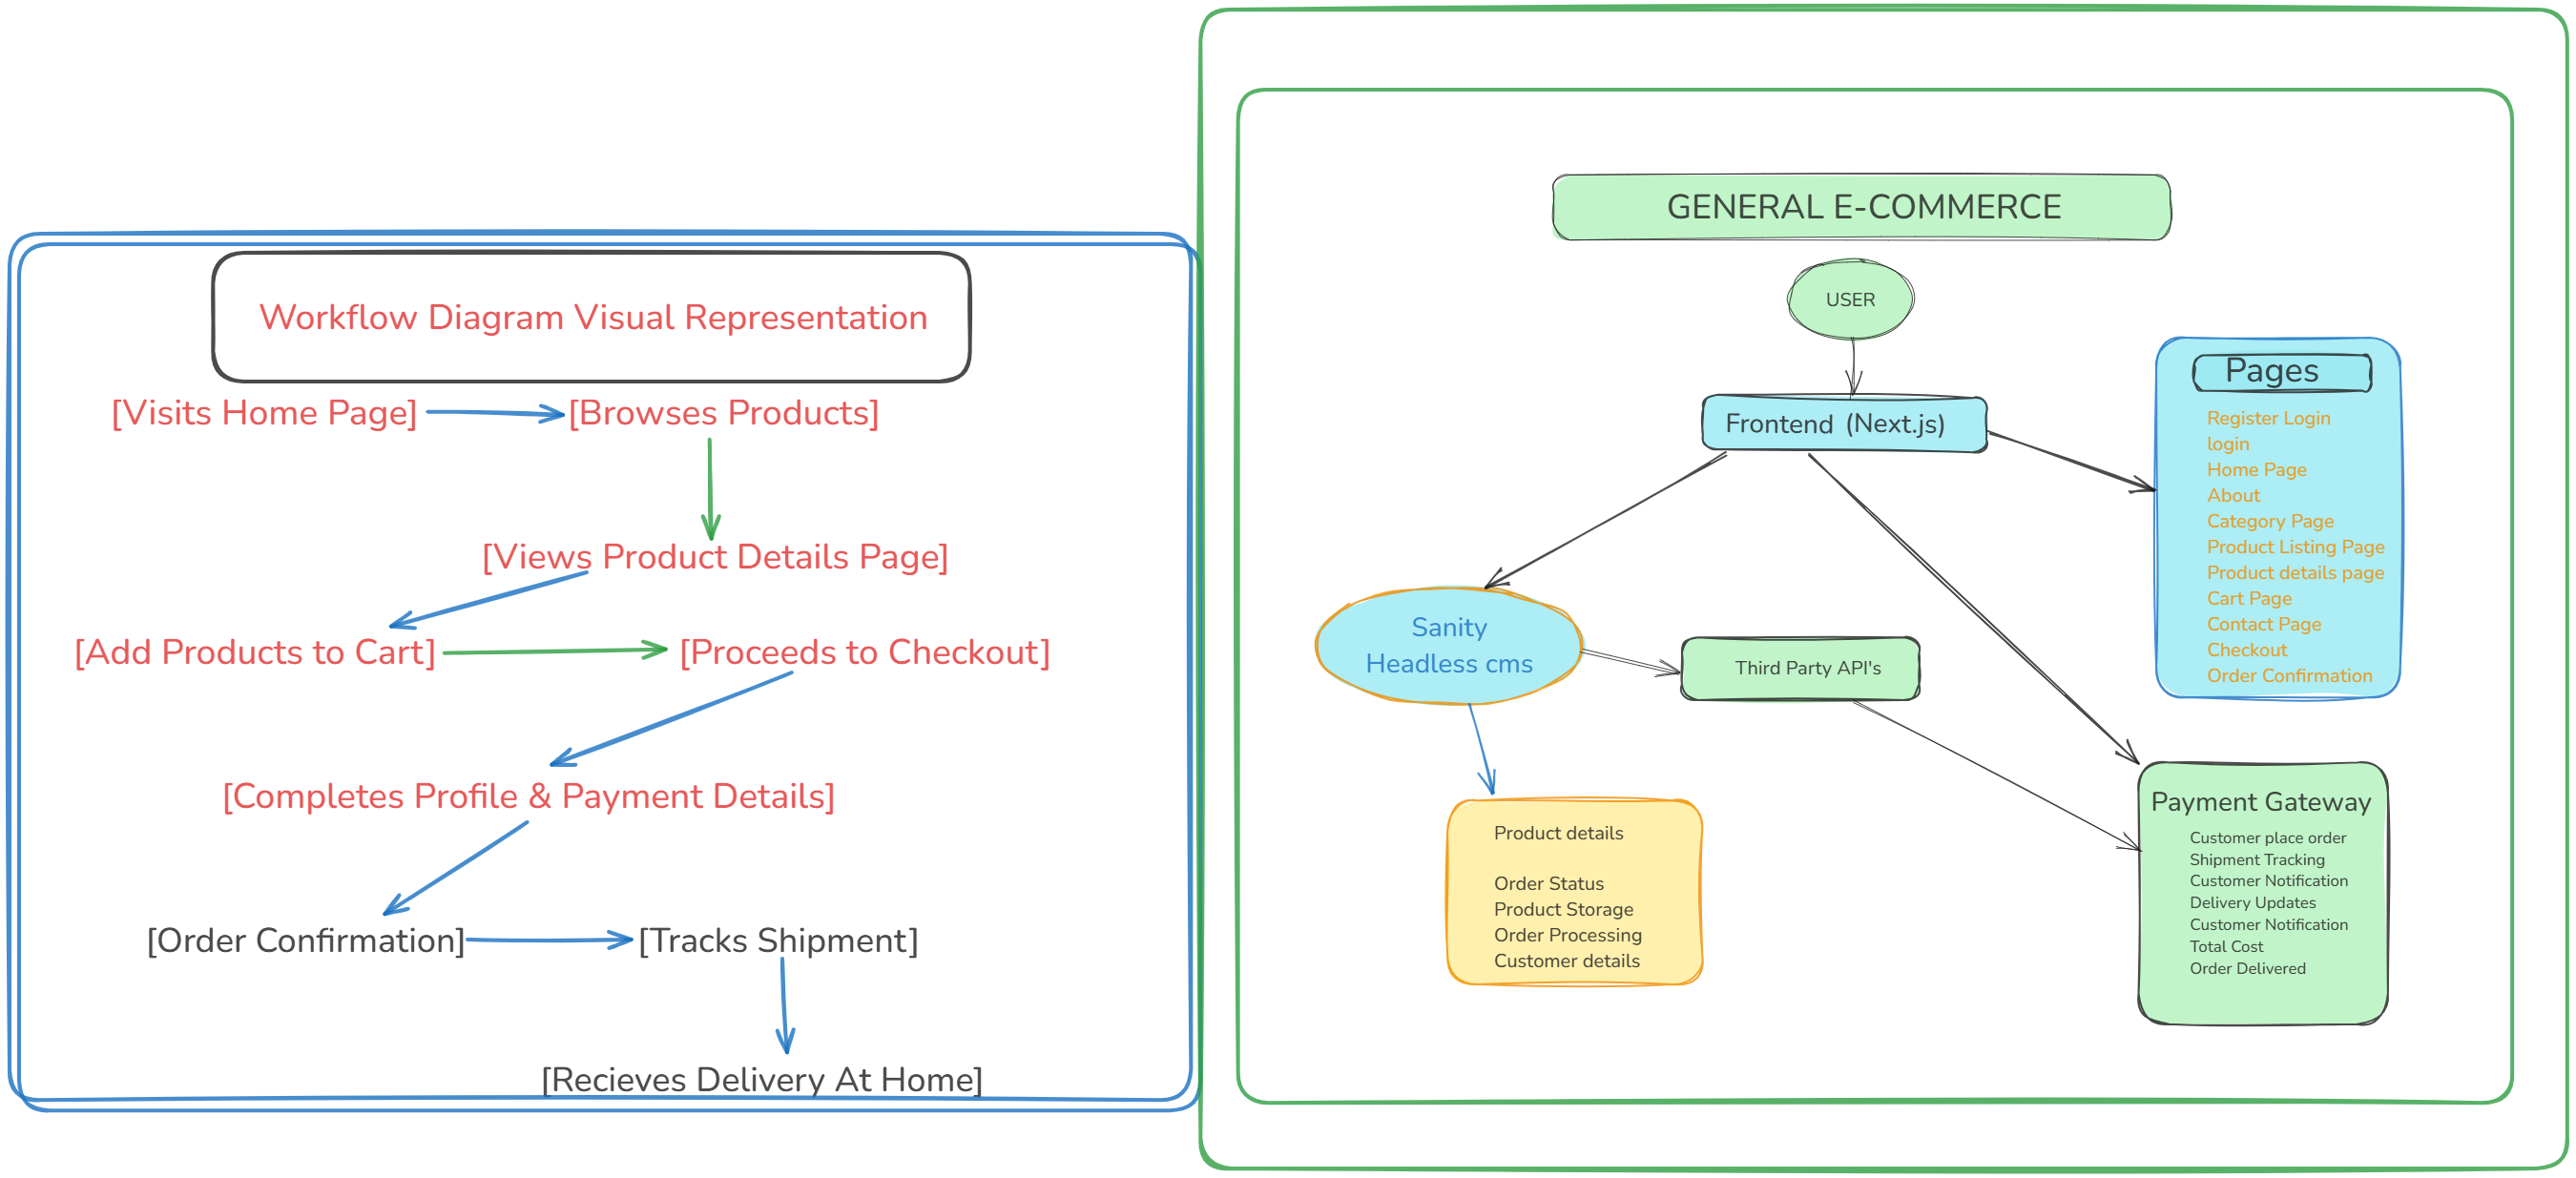 Workflow Diagram Visual Representation
[Visits Home Page]
[Browses Products]
[Views Product Details Page]
[Add Products to Cart]
[Proceeds to Checkout]
[Completes Profile & Payment Details]
[Order Confirmation]
[Tracks Shipment]
[Recieves Delivery At Home]
GENERAL E-COMMERCE
USER
Frontend (Next.js)
Pages
Register Login
login
Home Page
About
Category Page
Product Listing Page
Product details page
Cart Page
Contact Page
Checkout
Order Confirmation
Sanity
Headless cms
Third Party API's
Product details
Order Status
Product Storage
Order Processing
Customer details
Payment Gateway
Customer place order
Shipment Tracking
Customer Notification
Delivery Updates
Customer Notification
Total Cost
Order Delivered